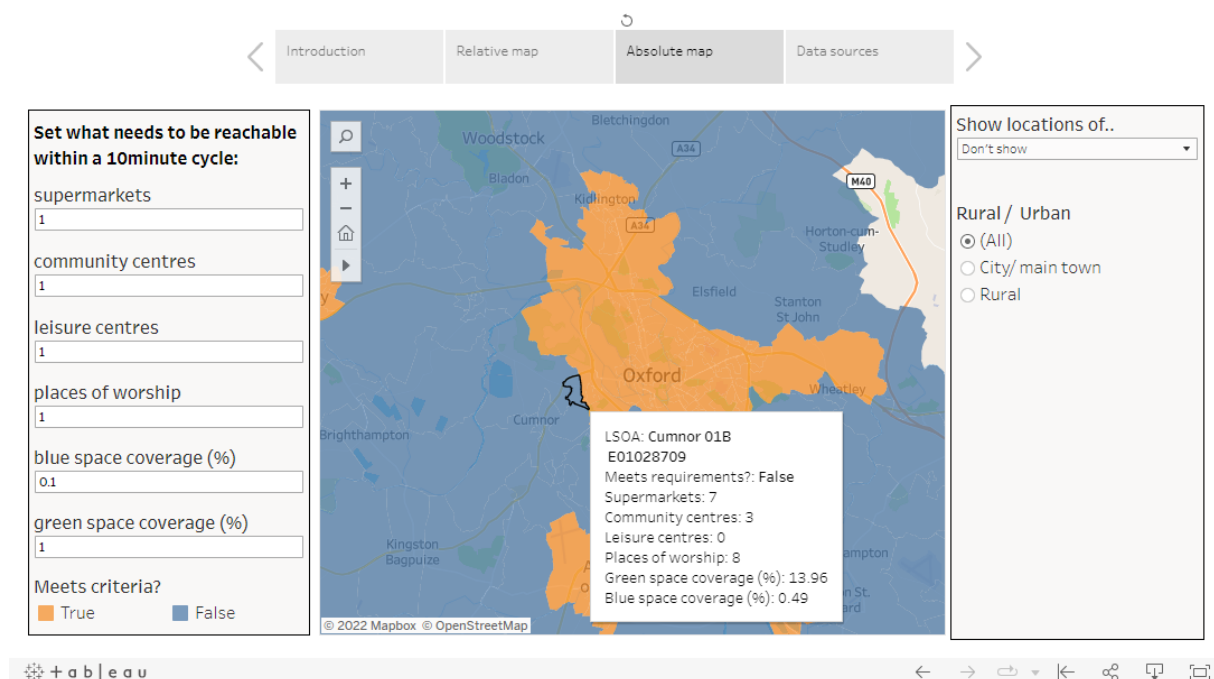 Introduction
Relative map
Absolute map
Data sources
Set what needs to be reachable
within a 10minute cycle:
supermarkets
1
community centres
1
leisure centres
1
places of worship
1
blue space coverage (%)
0.1
green space coverage (%)
1
Meets criteria?
True
False
Bletchingdon
Woodstock
A34
Bladon
M40
Kidlington
A34
Horton-cum-
Studley
Elsfield
Stanton
St John
Oxford
Wheatley
Cumnor
Brighthampton
Kingston
Bagpuize
LSOA: Cumnor 01B
E01028709
Meets requirements?: False
Supermarkets: 7
Community centres: 3
Leisure centres: 0
Places of worship: 8
Green space coverage (%): 13.96
Blue space coverage (%): 0.49
© 2022 Mapbox © OpenStreetMap
Show locations of..
Don't show
Rural / Urban
(All)
City/ main town
Rural
+ a b | e a u